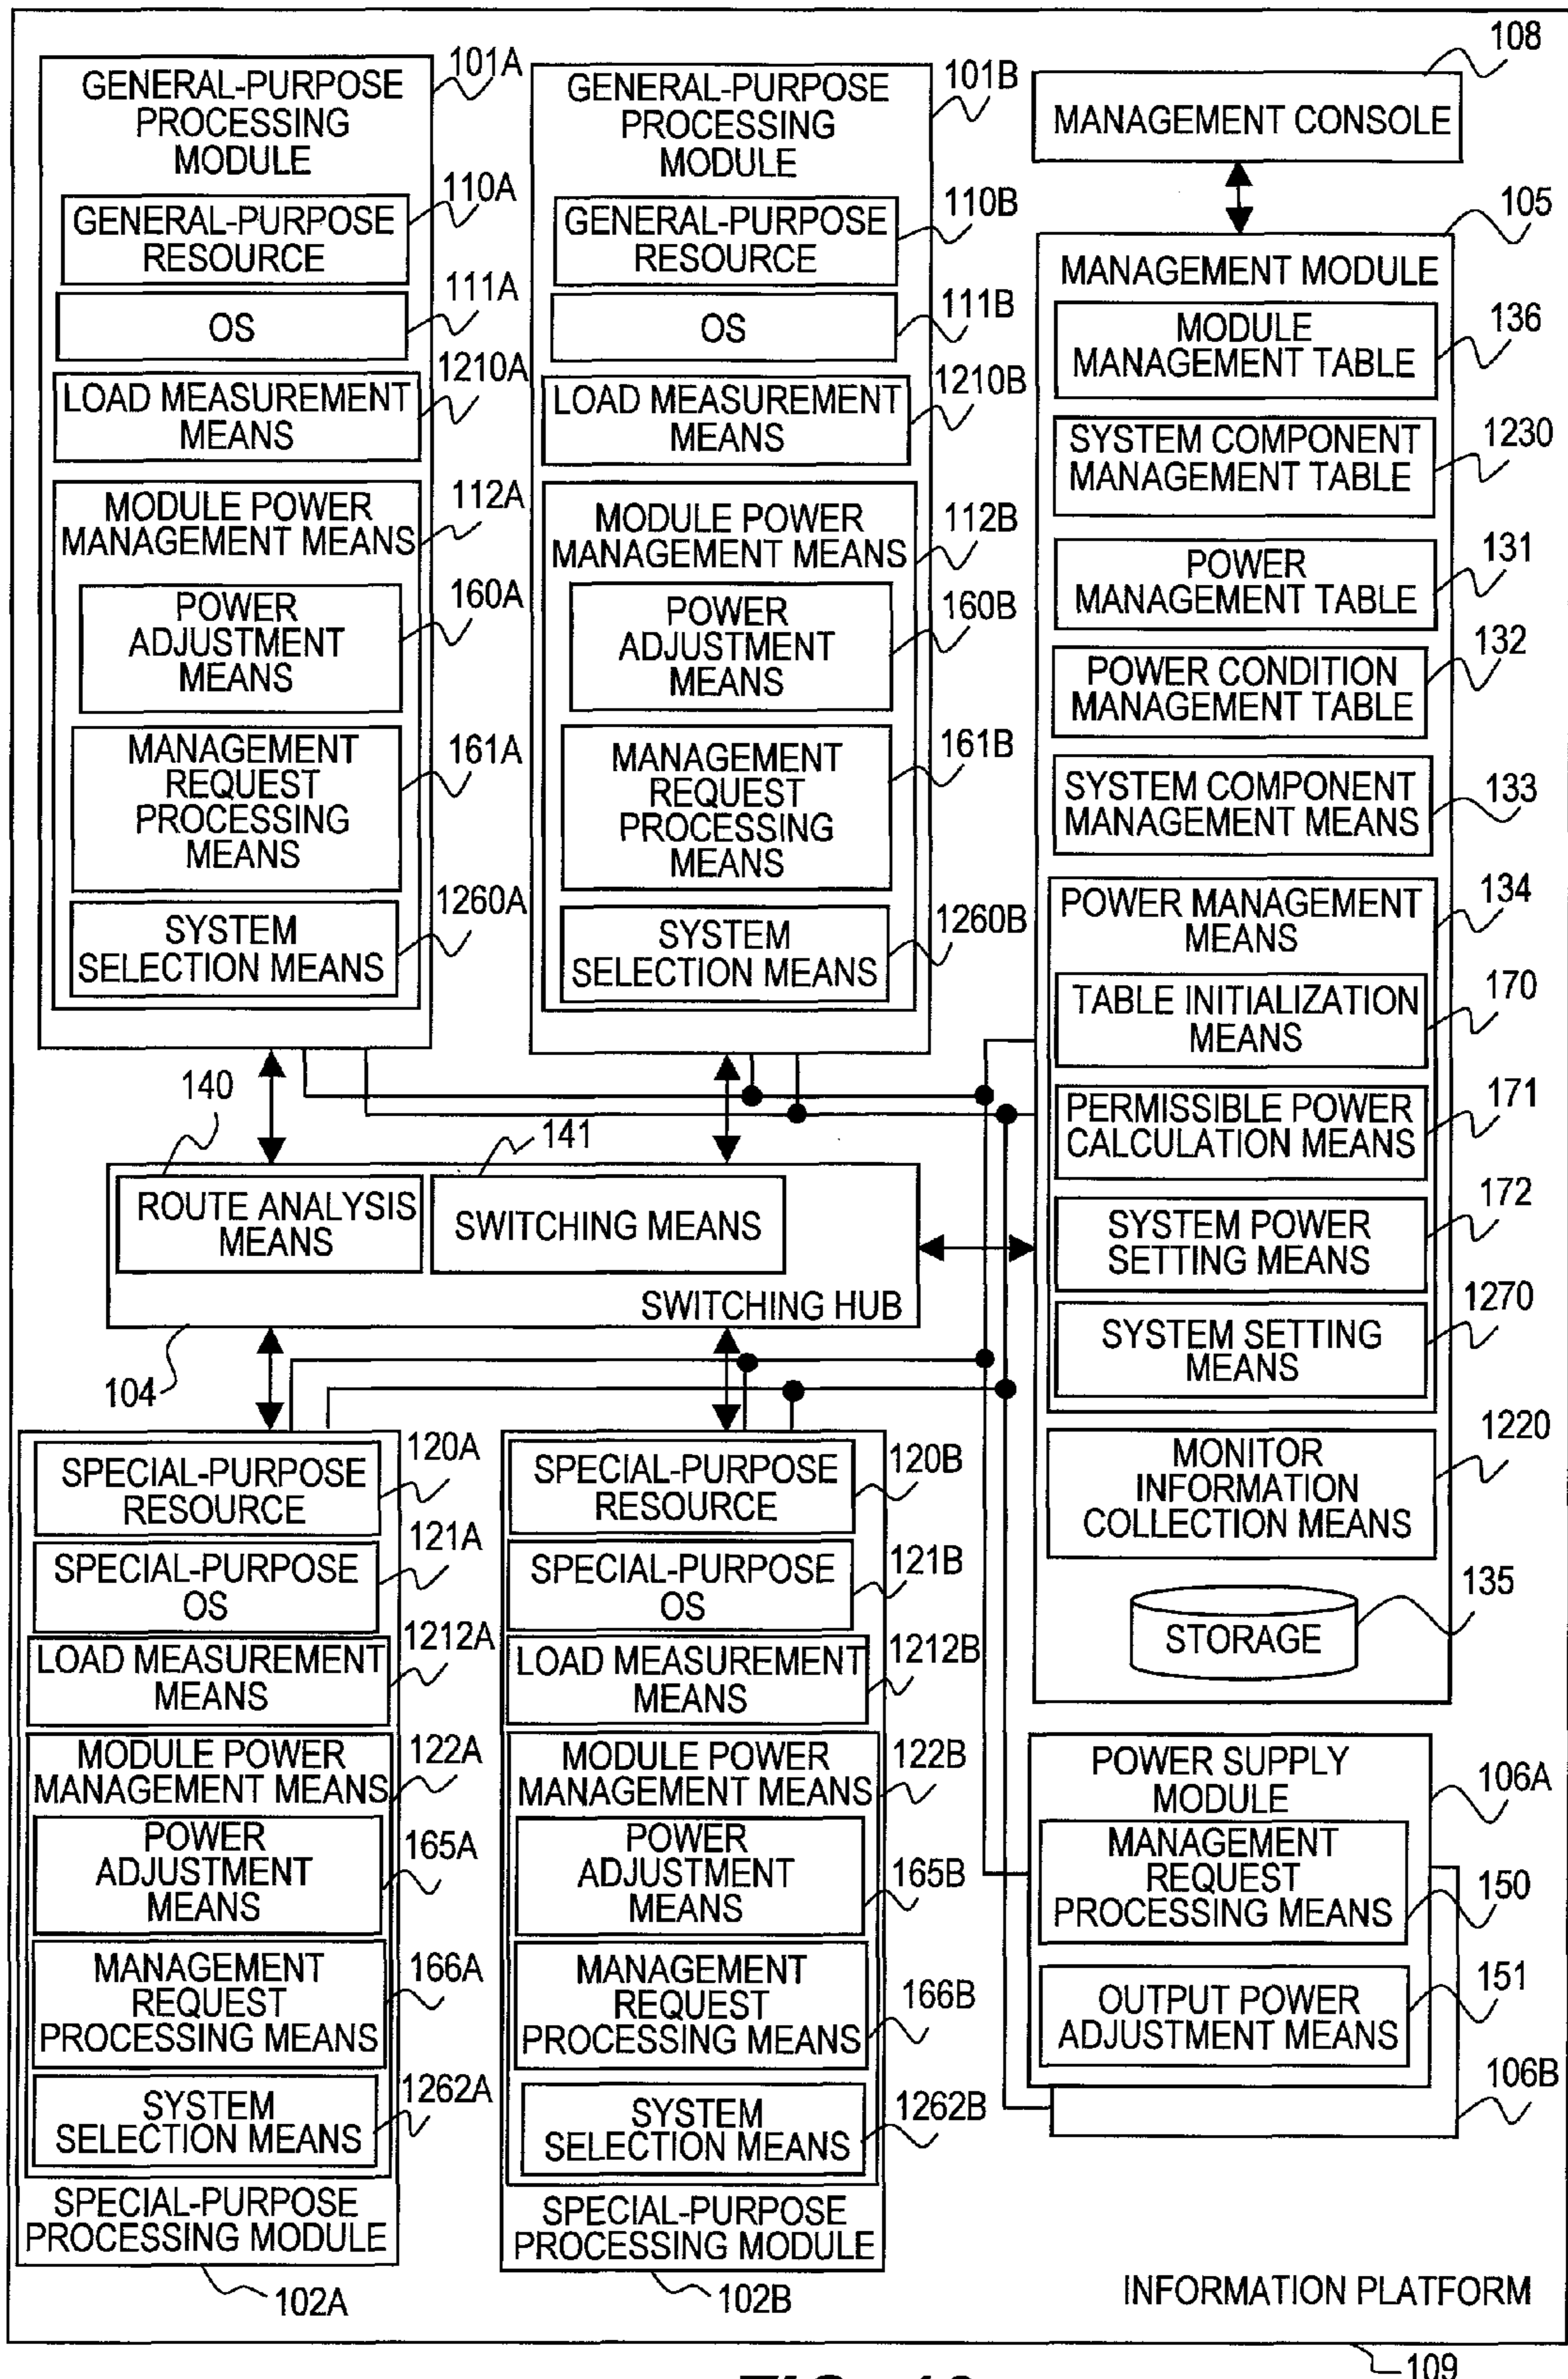 101A
GENERAL-PURPOSE
PROCESSING
MODULE
110A
GENERAL-PURPOSE
RESOURCE
111A
OS
1210A
LOAD MEASUREMENT
MEANS
112A
MODULE POWER
MANAGEMENT MEANS
160A
POWER
ADJUSTMENT
MEANS
161A
MANAGEMENT
REQUEST
PROCESSING
MEANS
1260A
SYSTEM
SELECTION MEANS
101B
GENERAL-PURPOSE
PROCESSING
MODULE
110B
GENERAL-PURPOSE
RESOURCE
111B
OS
1210B
LOAD MEASUREMENT
MEANS
112B
MODULE POWER
MANAGEMENT MEANS
160B
POWER
ADJUSTMENT
MEANS
161B
MANAGEMENT
REQUEST
PROCESSING
MEANS
1260B
SYSTEM
SELECTION MEANS
108
MANAGEMENT CONSOLE
105
MANAGEMENT MODULE
136
MODULE
MANAGEMENT TABLE
1230
SYSTEM COMPONENT
MANAGEMENT TABLE
131
POWER
MANAGEMENT TABLE
132
POWER CONDITION
MANAGEMENT TABLE
133
SYSTEM COMPONENT
MANAGEMENT MEANS
134
POWER MANAGEMENT
MEANS
170
TABLE INITIALIZATION
MEANS
171
PERMISSIBLE POWER
CALCULATION MEANS
172
SYSTEM POWER
SETTING MEANS
1270
SYSTEM SETTING
MEANS
1220
MONITOR
INFORMATION
COLLECTION MEANS
135
STORAGE
140
141
ROUTE ANALYSIS
MEANS
SWITCHING MEANS
SWITCHING HUB
104
120A
SPECIAL-PURPOSE
RESOURCE
121A
SPECIAL-PURPOSE
OS
1212A
LOAD MEASUREMENT
MEANS
122A
MODULE POWER
MANAGEMENT MEANS
165A
POWER
ADJUSTMENT
MEANS
166A
MANAGEMENT
REQUEST
PROCESSING MEANS
1262A
SYSTEM
SELECTION MEANS
SPECIAL-PURPOSE
PROCESSING MODULE
102A
120B
SPECIAL-PURPOSE
RESOURCE
121B
SPECIAL-PURPOSE
OS
1212B
LOAD MEASUREMENT
MEANS
122B
MODULE POWER
MANAGEMENT MEANS
165B
POWER
ADJUSTMENT
MEANS
166B
MANAGEMENT
REQUEST
PROCESSING MEANS
1262B
SYSTEM
SELECTION MEANS
SPECIAL-PURPOSE
PROCESSING MODULE
102B
106A
POWER SUPPLY
MODULE
150
MANAGEMENT
REQUEST
PROCESSING MEANS
151
OUTPUT POWER
ADJUSTMENT MEANS
106B
INFORMATION PLATFORM
109